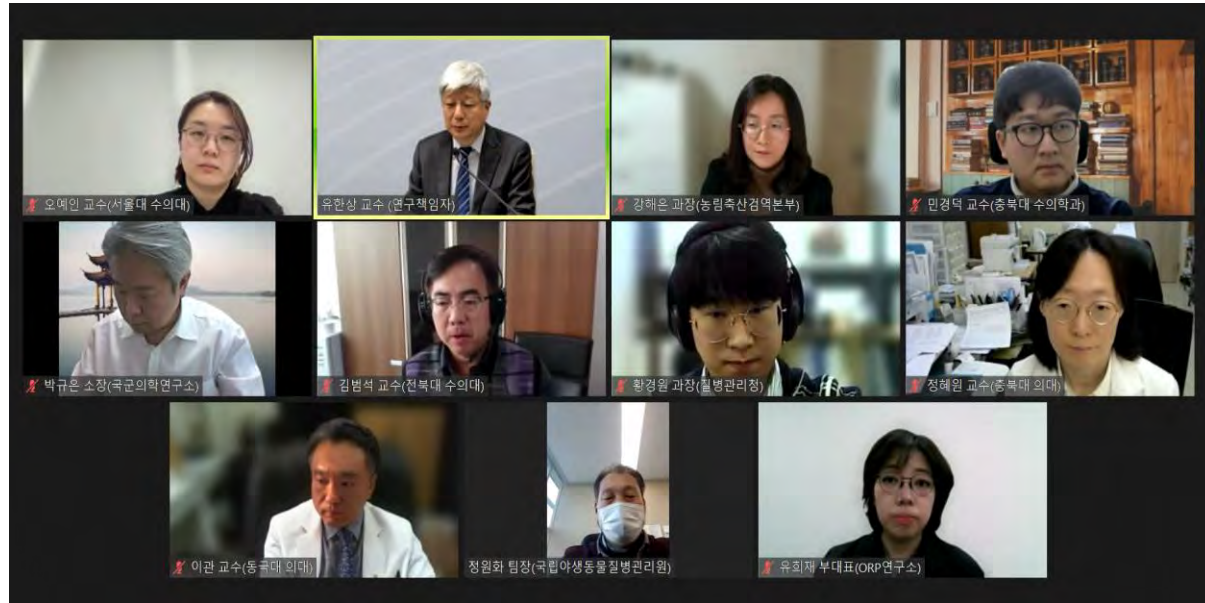 오예인 교수(서울대 수의대)
유한상 교수 (연구책임자)
강해은 과장(농림축산검역본부)
민경덕 교수(충북대 수의학과)
박규은 소장(국군의학연구소)
김범석 교수(전북대 수의대)
황경원 과장(질병관리청)
정혜원 교수(충북대 의대)
이관 교수(동국대 의대)
정원화 팀장(국립야생동물질병관리원)
유희재 부대표(ORP연구소)